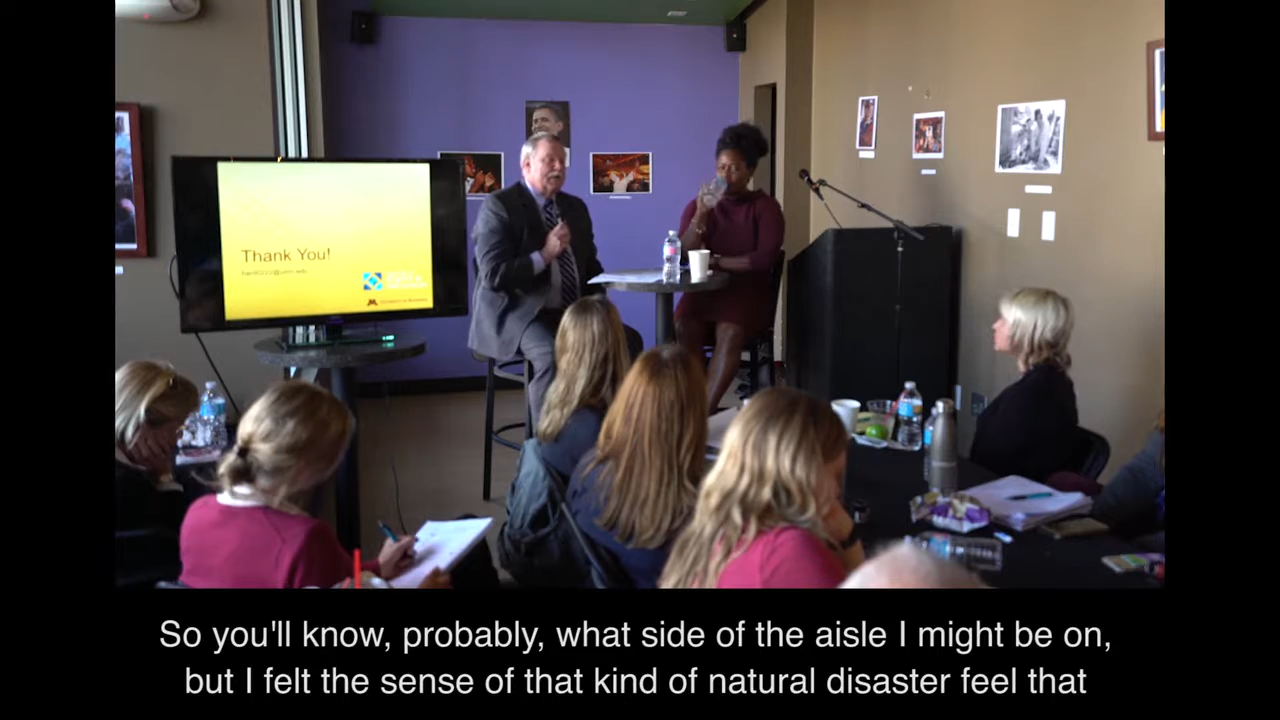 Thank You!
So you'll know, probably, what side of the aisle I might be on,
but I felt the sense of that kind of natural disaster feel that